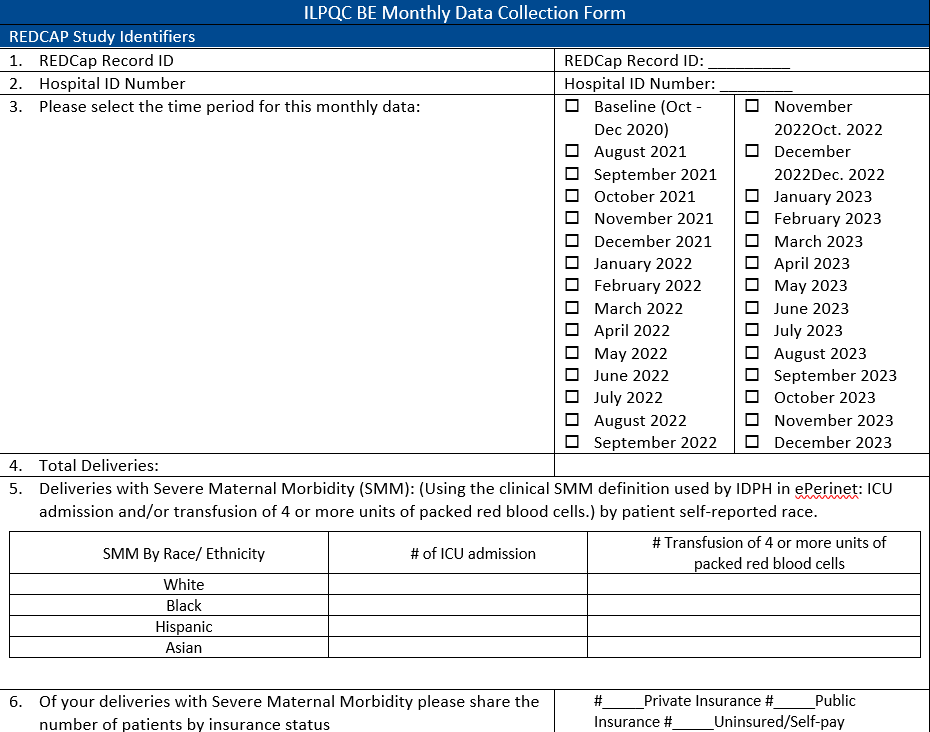 ILPQC BE Monthly Data Collection Form
REDCAP Study Identifiers
1. REDCap Record ID
REDCap Record ID: _________
2. Hospital ID Number
Hospital ID Number: ________
3. Please select the time period for this monthly data:
☐ Baseline (Oct -
Dec 2020)
☐ August 2021
☐ September 2021
☐ October 2021
☐ November 2021
☐ December 2021
☐ January 2022
☐ February 2022
☐ March 2022
☐ April 2022
☐ May 2022
☐ June 2022
☐ July 2022
☐ August 2022
☐ September 2022
☐ November
2022Oct. 2022
☐ December
2022Dec. 2022
☐ January 2023
☐ February 2023
☐ March 2023
☐ April 2023
☐ May 2023
☐ June 2023
☐ July 2023
☐ August 2023
☐ September 2023
☐ October 2023
☐ November 2023
☐ December 2023
4. Total Deliveries:
5. Deliveries with Severe Maternal Morbidity (SMM): (Using the clinical SMM definition used by IDPH in ePerinet: ICU
admission and/or transfusion of 4 or more units of packed red blood cells.) by patient self-reported race.
SMM By Race/ Ethnicity
# of ICU admission
# Transfusion of 4 or more units of
packed red blood cells
White
Black
Hispanic
Asian
6. Of your deliveries with Severe Maternal Morbidity please share the
number of patients by insurance status
#_____Private Insurance #_____Public
Insurance #_____Uninsured/Self-pay